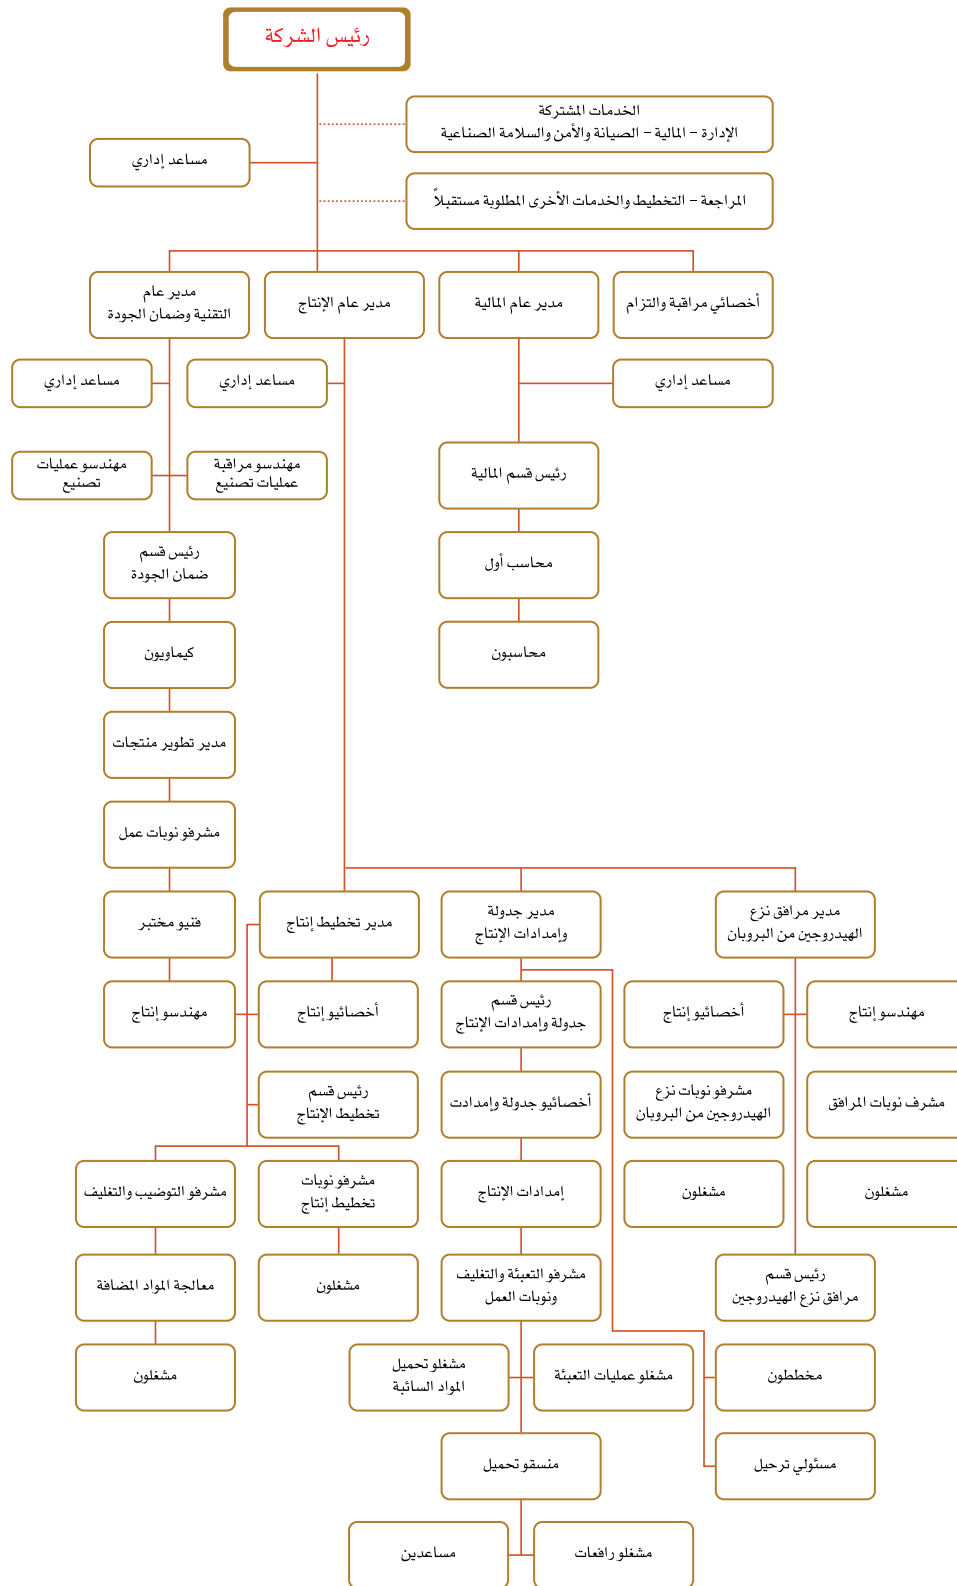 رئيس الشركة
الخدمات المشتركة
الإدارة – المالية – الصيانة والأمن والسلامة الصناعية
مساعد إداري
المراجعة – التخطيط والخدمات الأخرى المطلوبة مستقبلاً
أخصائي مراقبة والتزام
مدير عام المالية
مدير عام الإنتاج
مدير عام
التقنية وضمان الجودة
مساعد إداري
مساعد إداري
مساعد إداري
رئيس قسم المالية
مهندسو مراقبة
عمليات تصنيع
مهندسو عمليات
تصنيع
محاسب أول
رئيس قسم
ضمان الجودة
محاسبون
كيماويون
مدير تطوير منتجات
مشرفو نوبات عمل
مدير مرافق نزع
الهيدروجين من البروبان
مدير جدولة
وإمدادات الإنتاج
مدير تخطيط إنتاج
فنيو مختبر
مهندسو إنتاج
أخصائيو إنتاج
رئيس قسم
جدولة وإمدادات الإنتاج
أخصائيو إنتاج
مهندسو إنتاج
مشرف نوبات المرافق
مشرفو نوبات نزع
الهيدروجين من البروبان
أخصائيو جدولة وإمدادت
رئيس قسم
تخطيط الإنتاج
مشغلون
مشغلون
إمدادات الإنتاج
مشرفو نوبات
تخطيط إنتاج
مشرفو التوضيب والتغليف
رئيس قسم
مرافق نزع الهيدروجين
مشرفو التعبئة والتغليف
ونوبات العمل
مشغلون
معالجة المواد المضافة
مخططون
مشغلو عمليات التعبئة
مشغلو تحميل
المواد السائبة
مشغلون
مسئولي ترحيل
منسقو تحميل
مشغلو رافعات
مساعدين